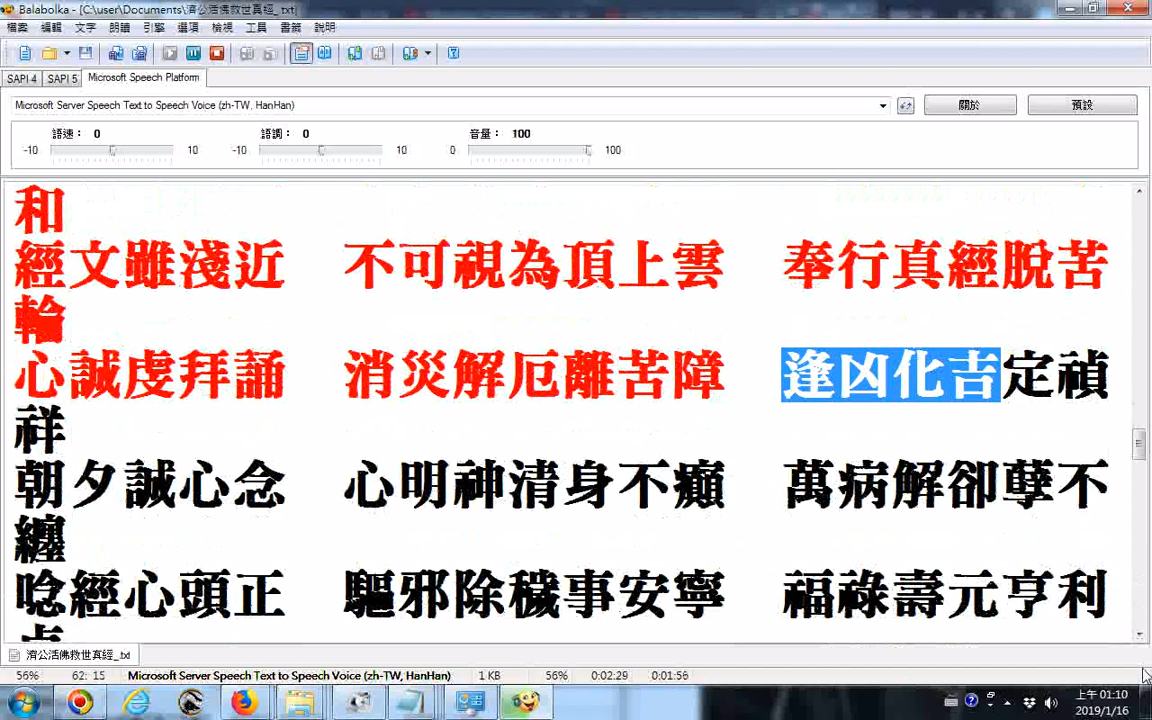 Balabolka - [C:\user\Documents\濟公活佛救世真經_.txt]
檔案 編輯 文字 朗讀 引擎 選項 檢視 工具 書籤 說明
SAPI 4 SAPI 5 Microsoft Speech Platform
Microsoft Server Speech Text to Speech Voice (zh-TW, HanHan) 關於 預設
語速： 0 語調： 0 音量： 100
-10 10 -10 10 0 100
和
經文雖淺近 不可視為頂上雲 奉行真經脫苦
輪
心誠虔拜誦 消災解厄離苦障 逢凶化吉定禎
祥
朝夕誠心念 心明神清身不癲 萬病解卻孽不
纏
唸經心頭正 驅邪除穢事安寧 福祿壽元亨利
濟公活佛救世真經_.txt
56% 62: 15 Microsoft Server Speech Text to Speech Voice (zh-TW, HanHan) 1 KB 56% 0:02:29 0:01:56
上午 01:10
2019/1/16